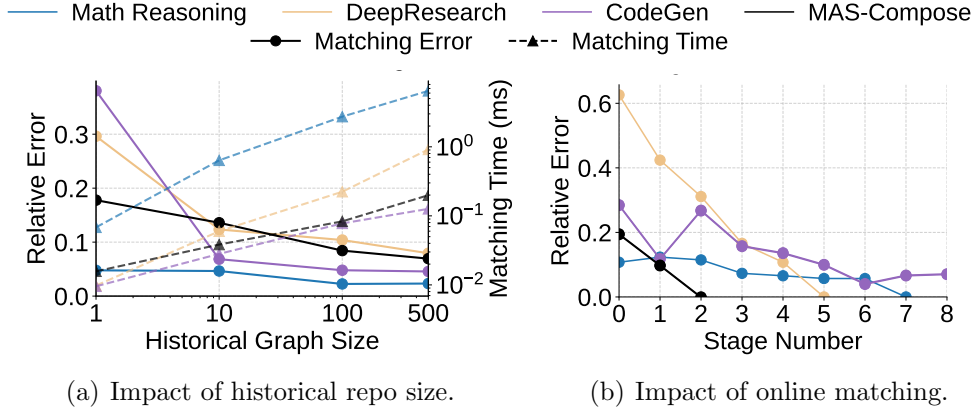 Math Reasoning DeepResearch CodeGen MAS-Compose
Matching Error Matching Time
Relative Error
0.3
0.2
0.1
0.0
1 10 100 500
Historical Graph Size
10⁰
10⁻¹
10⁻²
Matching Time (ms)
Relative Error
0.6
0.4
0.2
0.0
0 1 2 3 4 5 6 7 8
Stage Number
(a) Impact of historical repo size.
(b) Impact of online matching.